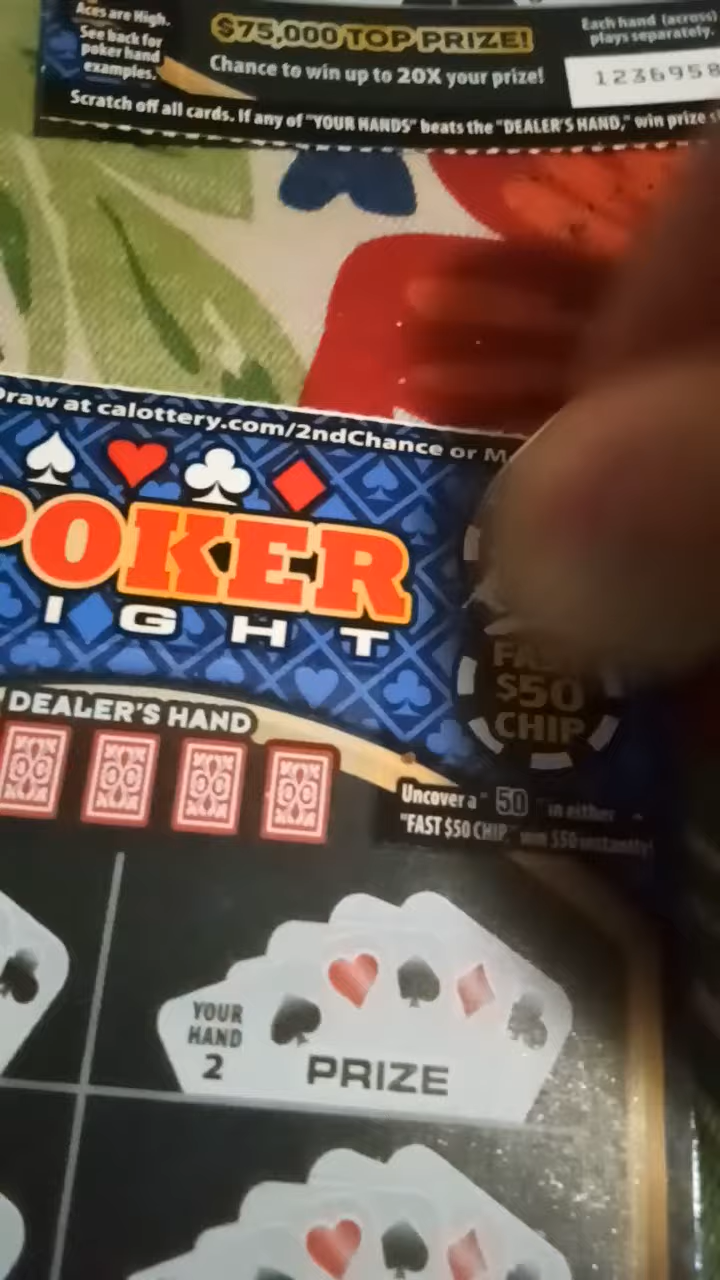 Aces are High.
See back for
poker hand
examples.
$75,000 TOP PRIZE!
Chance to win up to 20X your prize!
Each hand (across)
plays separately.
1236958
Scratch off all cards. If any of "YOUR HANDS" beats the "DEALER'S HAND," win prize
Draw at calottery.com/2ndChance or
POKER
IGHT
DEALER'S HAND
FAST
$50
CHIP
Uncover a "50" in either
"FAST $50 CHIP," win $50 instantly!
YOUR
HAND
2
PRIZE